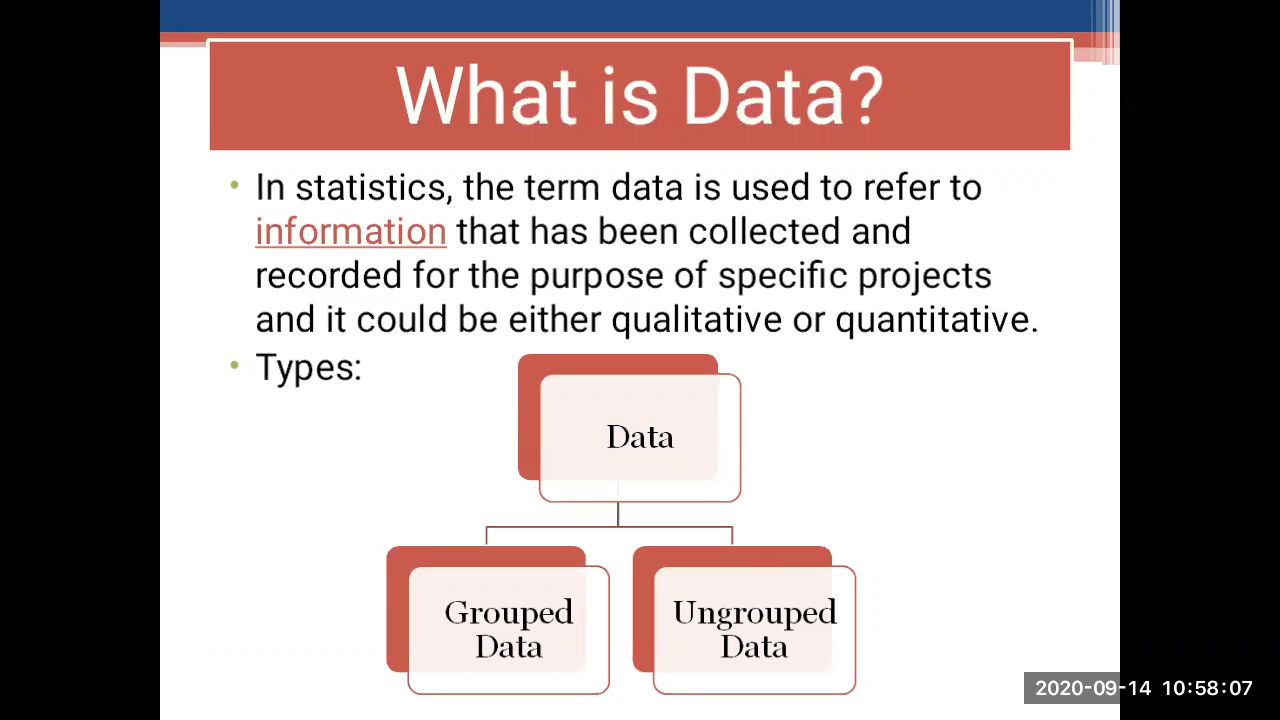 What is Data?
• In statistics, the term data is used to refer to
information that has been collected and
recorded for the purpose of specific projects
and it could be either qualitative or quantitative.
• Types:
Data
Grouped
Data
Ungrouped
Data
2020-09-14 10:58:07